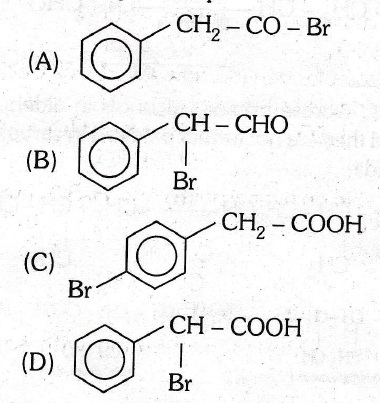 CH₂ – CO – Br
(A)
CH – CHO
(B)
Br
CH₂ – COOH
(C)
Br
CH – COOH
(D)
Br